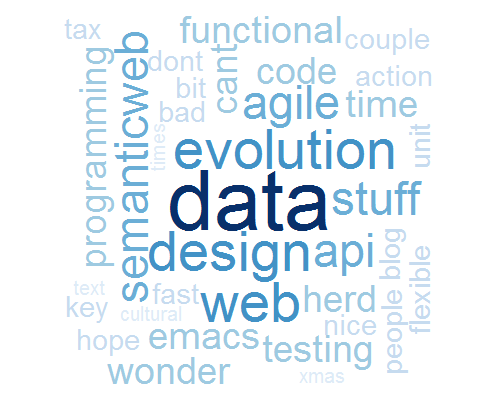 tax
functional
couple
dont
cant
code
action
programming
semanticweb
bit
agile
time
bad
times
unit
evolution
data
stuff
design
api
blog
flexible
people
text
fast
web
herd
key
cultural
nice
hope
emacs
testing
wonder
xmas